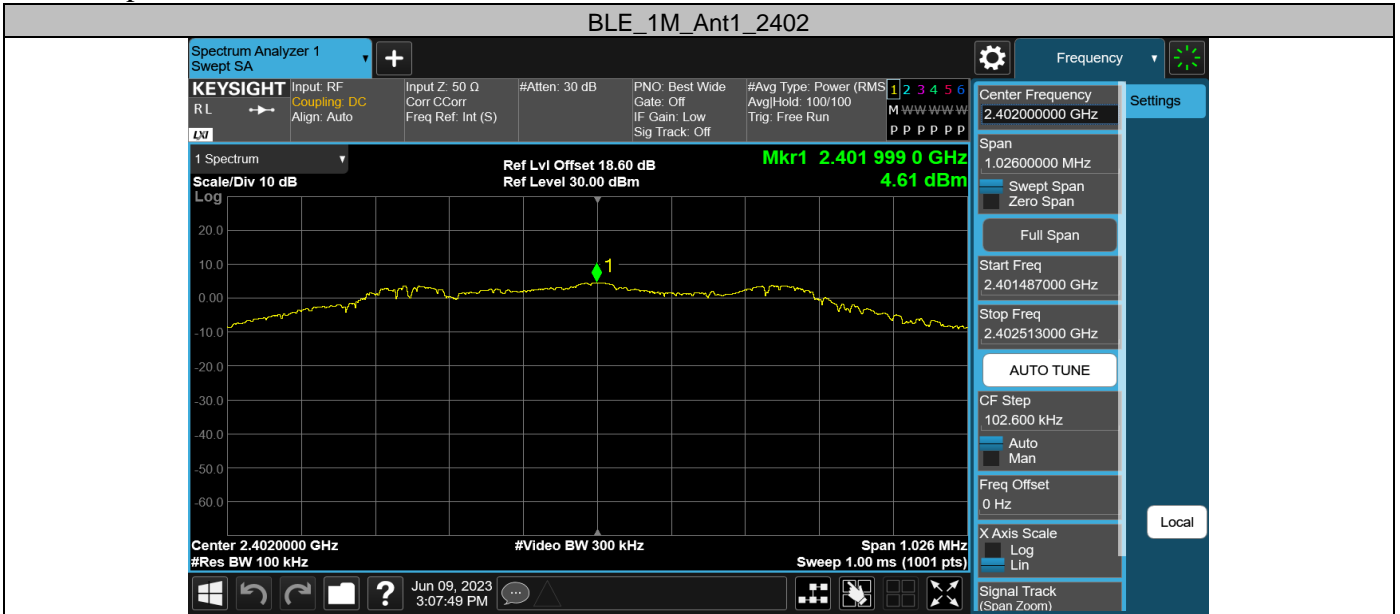 BLE_1M_Ant1_2402
Spectrum Analyzer 1
Swept SA
Frequency
KEYSIGHT
RL
LXI
Input: RF
Coupling: DC
Align: Auto
Input Z: 50 Ω
Corr CCorr
Freq Ref: Int (S)
#Atten: 30 dB
PNO: Best Wide
Gate: Off
IF Gain: Low
Sig Track: Off
#Avg Type: Power (RMS
Avg|Hold: 100/100
Trig: Free Run
1 2 3 4 5 6
M W W W W W
P P P P P P
1 Spectrum
Scale/Div 10 dB
Log
Ref Lvl Offset 18.60 dB
Ref Level 30.00 dBm
Mkr1 2.401 999 0 GHz
4.61 dBm
20.0
10.0
0.00
-10.0
-20.0
-30.0
-40.0
-50.0
-60.0
1
Center 2.4020000 GHz
#Res BW 100 kHz
#Video BW 300 kHz
Span 1.026 MHz
Sweep 1.00 ms (1001 pts)
Center Frequency
2.402000000 GHz
Settings
Span
1.02600000 MHz
Swept Span
Zero Span
Full Span
Start Freq
2.401487000 GHz
Stop Freq
2.402513000 GHz
AUTO TUNE
CF Step
102.600 kHz
Auto
Man
Freq Offset
0 Hz
X Axis Scale
Log
Lin
Signal Track
(Span Zoom)
Local
?
Jun 09, 2023
3:07:49 PM